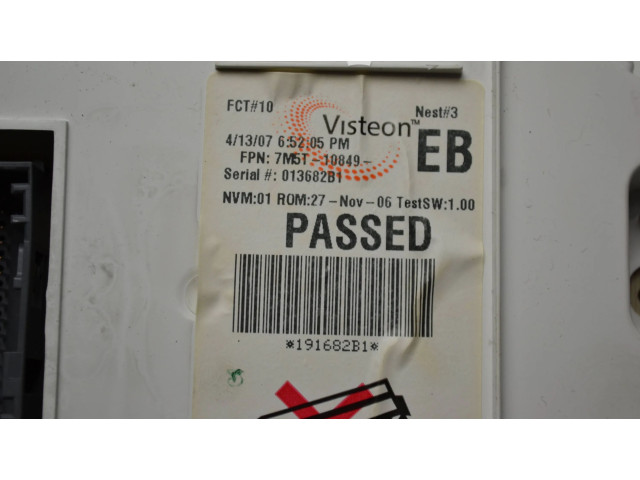 FCT#10
Nest#3
Visteon™
4/13/07 6:52:05 PM
EB
FPN: 7M5T-10849-
Serial #: 013682B1
NVM:01 ROM:27-Nov-06 TestSW:1.00
PASSED
*191682B1*
5